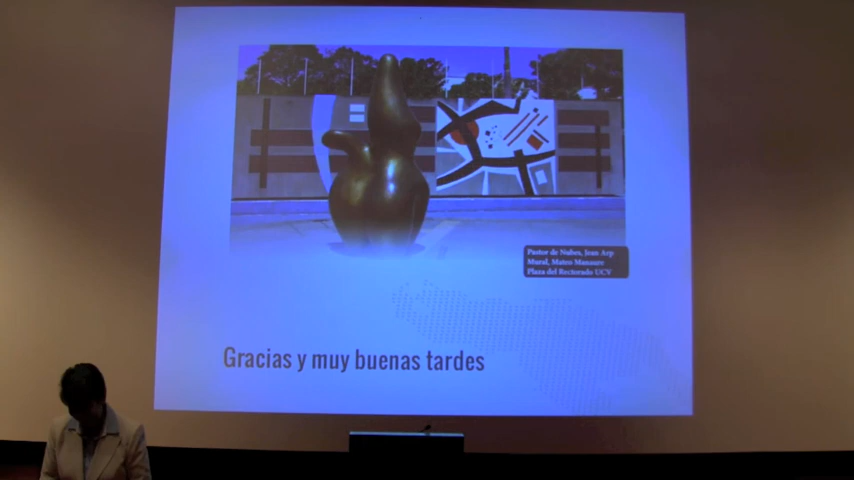 Pastor de Nubes, Jean Arp
Mural, Mateo Manaure
Plaza del Rectorado UCV
Gracias y muy buenas tardes